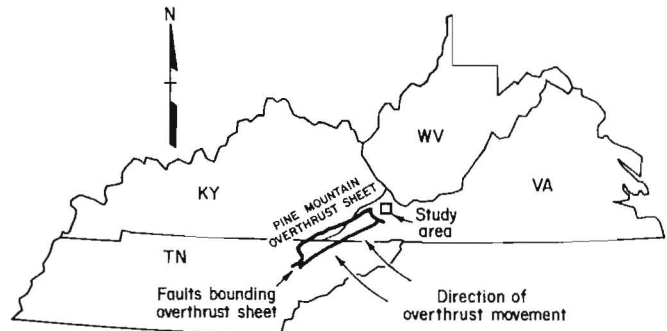 N
WV
KY
VA
PINE MOUNTAIN
OVERTHRUST SHEET
Study
area
TN
Faults bounding
overthrust sheet
Direction of
overthrust movement